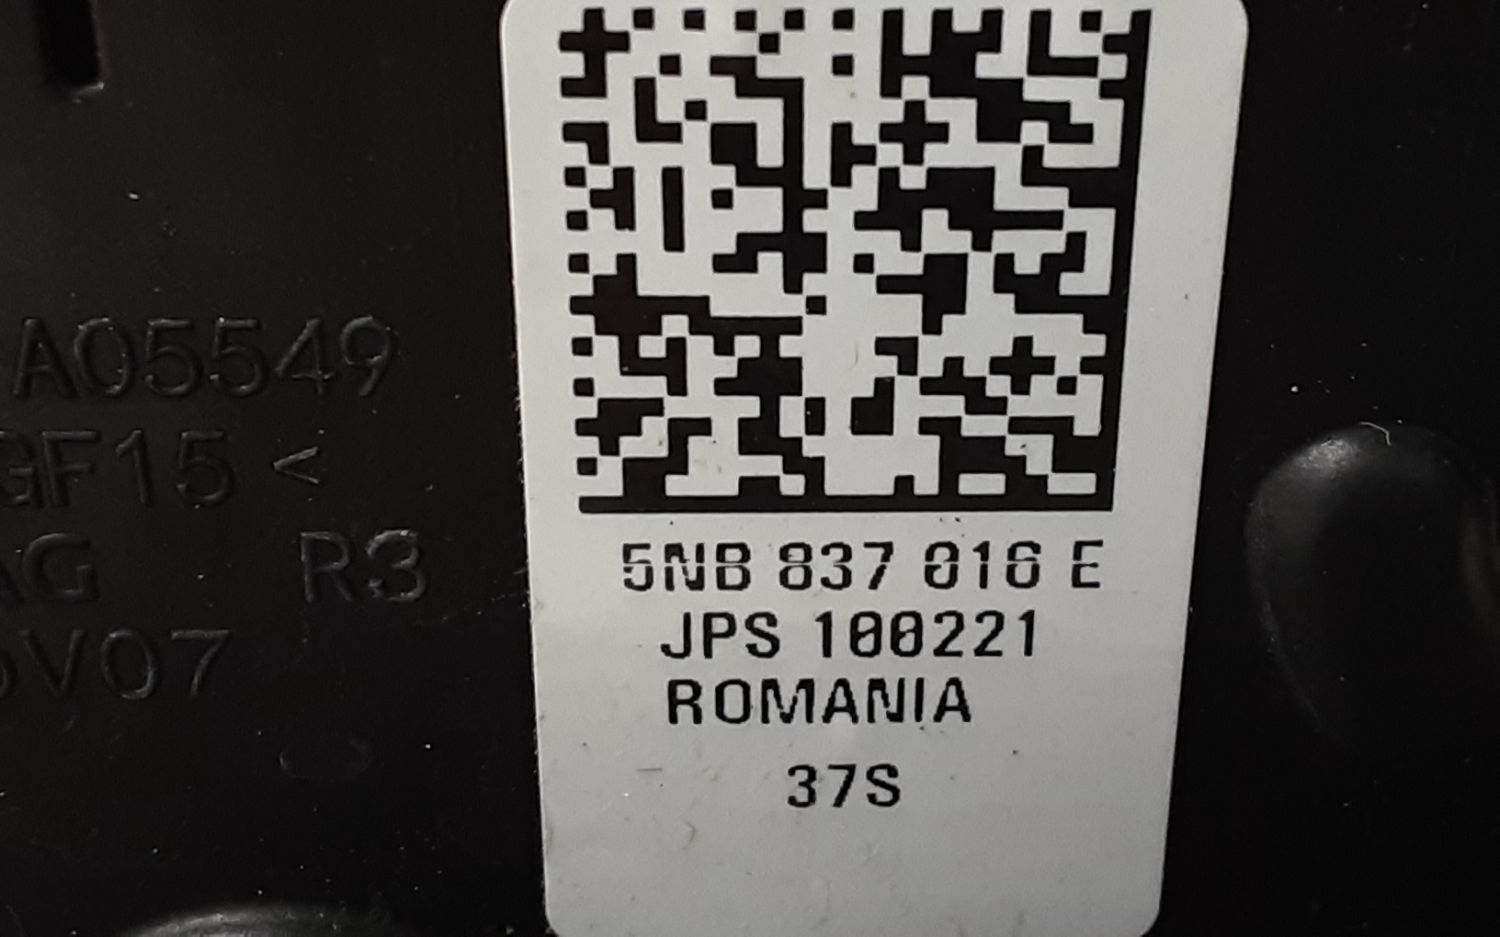 A05549
GF15 <
AG R3
V07
5NB 837 016 E
JPS 100221
ROMANIA
37S